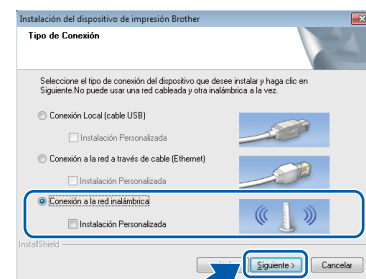 Instalación del dispositivo de impresión Brother
Tipo de Conexión
Seleccione el tipo de conexión del dispositivo que desee instalar y haga clic en
Siguiente.No puede usar una red cableada y otra inalámbrica a la vez.
Conexión Local (cable USB)
Instalación Personalizada
Conexión a la red a través de cable (Ethernet)
Instalación Personalizada
Conexión a la red inalámbrica
Instalación Personalizada
InstallShield
Siguiente >
Cancelar